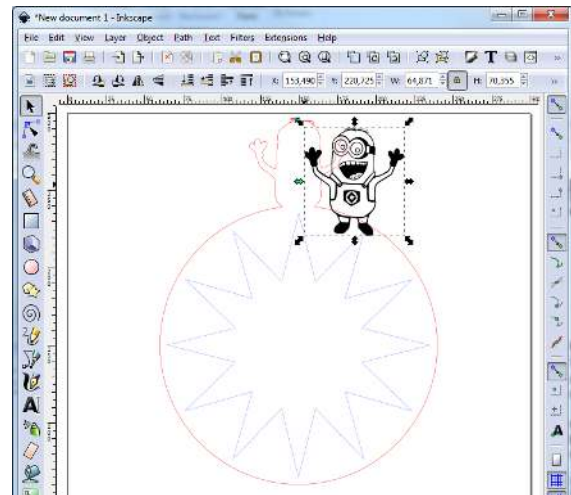 *New document 1 - Inkscape
File Edit View Layer Object Path Text Filters Extensions Help
X: 153,490 Y: 220,725 W: 64,871 H: 70,355